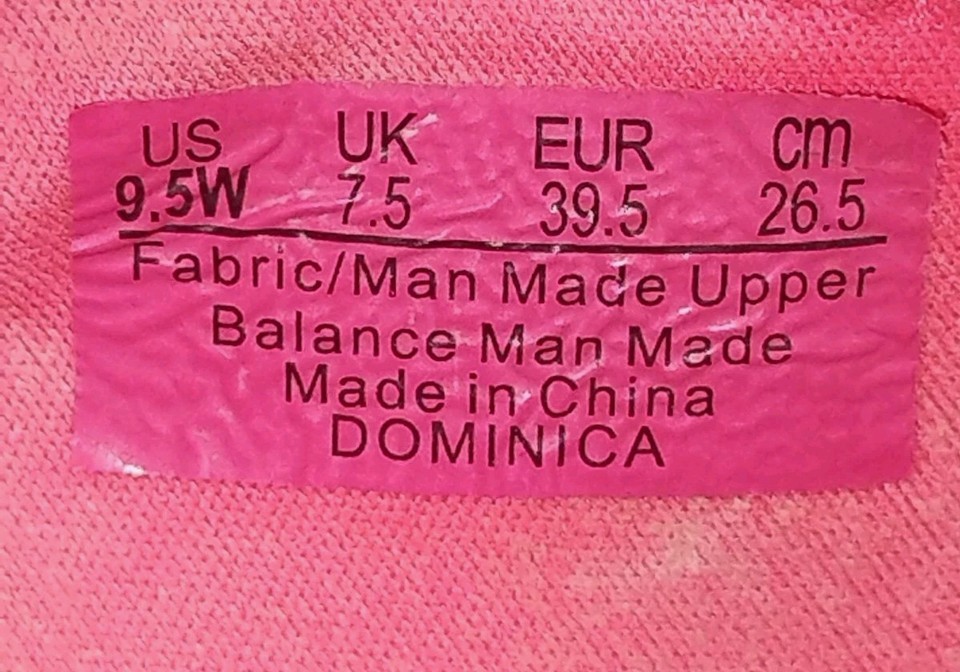 US UK EUR cm
9.5W 7.5 39.5 26.5
Fabric/Man Made Upper
Balance Man Made
Made in China
DOMINICA